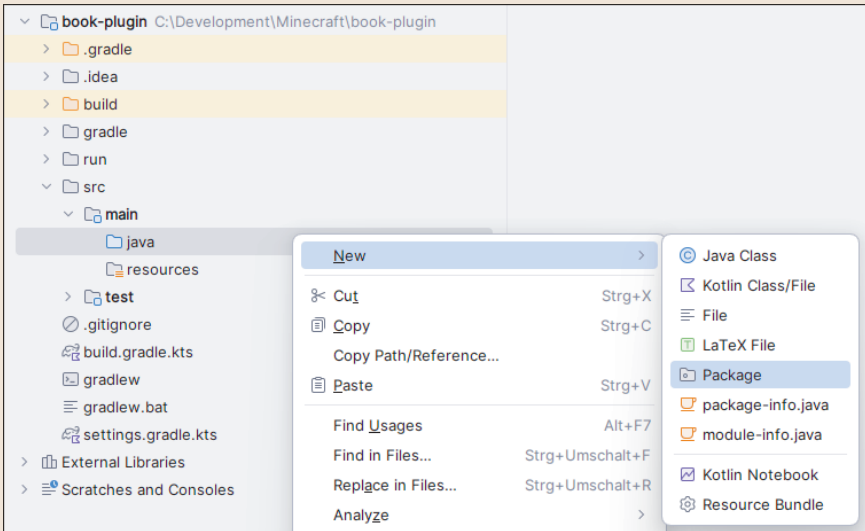 book-plugin C:\Development\Minecraft\book-plugin
.gradle
.idea
build
gradle
run
src
main
java
resources
test
.gitignore
build.gradle.kts
gradlew
gradlew.bat
settings.gradle.kts
External Libraries
Scratches and Consoles
New
Cut Strg+X
Copy Strg+C
Copy Path/Reference...
Paste Strg+V
Find Usages Alt+F7
Find in Files... Strg+Umschalt+F
Replace in Files... Strg+Umschalt+R
Analyze
Java Class
Kotlin Class/File
File
LaTeX File
Package
package-info.java
module-info.java
Kotlin Notebook
Resource Bundle